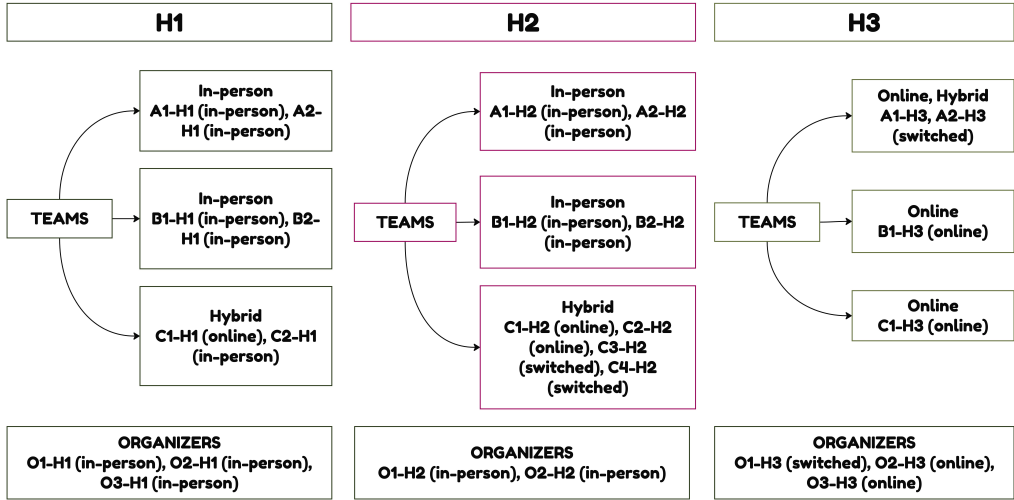 H1
TEAMS
In-person
A1-H1 (in-person), A2-
H1 (in-person)
In-person
B1-H1 (in-person), B2-
H1 (in-person)
Hybrid
C1-H1 (online), C2-H1
(in-person)
ORGANIZERS
O1-H1 (in-person), O2-H1 (in-person),
O3-H1 (in-person)
H2
TEAMS
In-person
A1-H2 (in-person), A2-H2
(in-person)
In-person
B1-H2 (in-person), B2-H2
(in-person)
Hybrid
C1-H2 (online), C2-H2
(online), C3-H2
(switched), C4-H2
(switched)
ORGANIZERS
O1-H2 (in-person), O2-H2 (in-person)
H3
TEAMS
Online, Hybrid
A1-H3, A2-H3
(switched)
Online
B1-H3 (online)
Online
C1-H3 (online)
ORGANIZERS
O1-H3 (switched), O2-H3 (online),
O3-H3 (online)